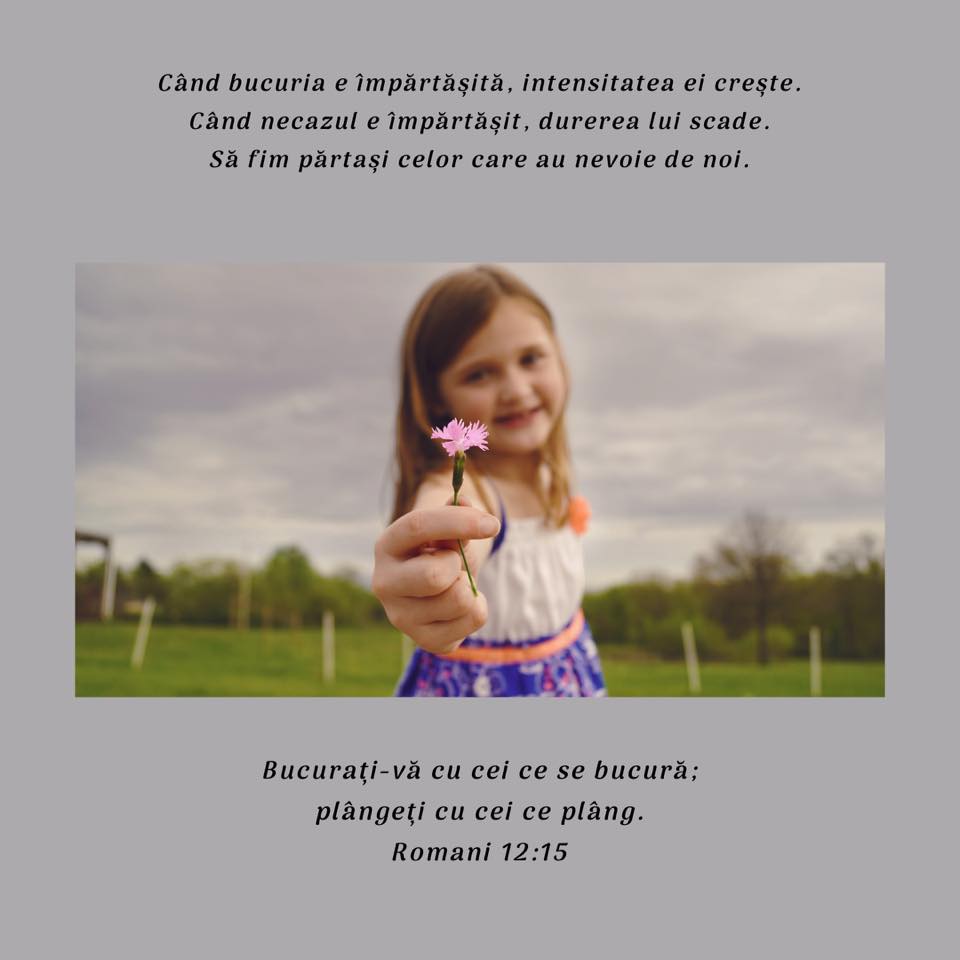 Când bucuria e împărtășită, intensitatea ei crește.
Când necazul e împărtășit, durerea lui scade.
Să fim părtași celor care au nevoie de noi.
Bucurați-vă cu cei ce se bucură;
plângeți cu cei ce plâng.
Romani 12:15